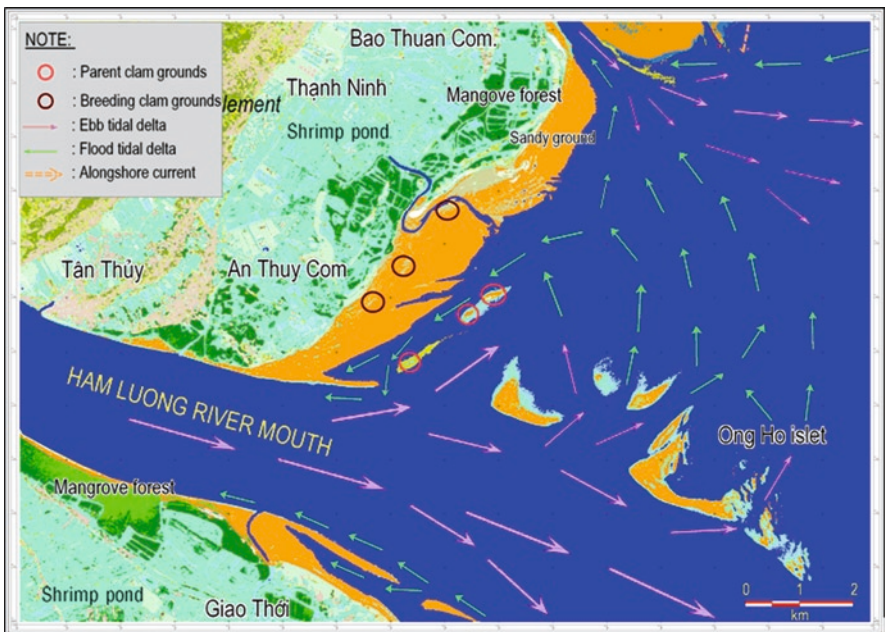 NOTE:
: Parent clam grounds
: Breeding clam grounds
: Ebb tidal delta
: Flood tidal delta
: Alongshore current
lement
Bao Thuan Com.
Thạnh Ninh
Mangove forest
Shrimp pond
Sandy ground
Tân Thủy
An Thuy Com
HAM LUONG RIVER MOUTH
Ong Ho islet
Mangrove forest
Shrimp pond
Giao Thới
0 1 2
km